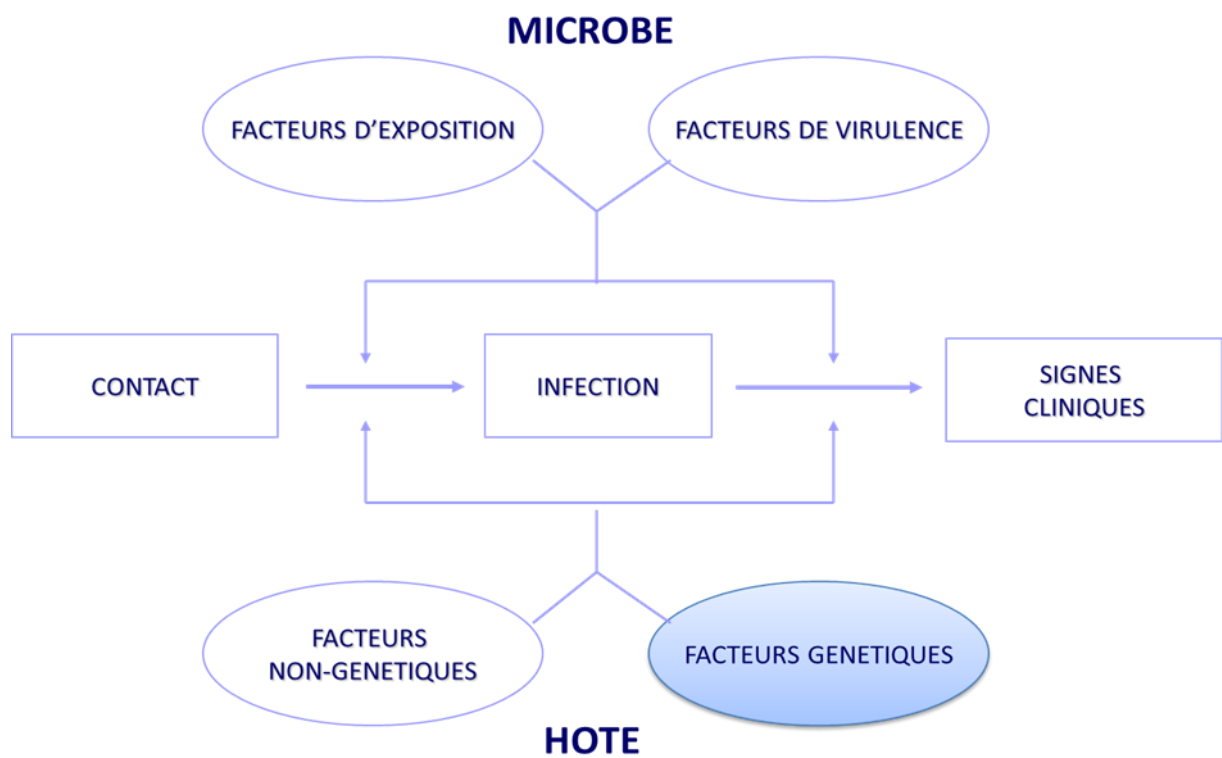 MICROBE
FACTEURS D’EXPOSITION
FACTEURS DE VIRULENCE
CONTACT
INFECTION
SIGNES
CLINIQUES
FACTEURS
NON-GENETIQUES
FACTEURS GENETIQUES
HOTE